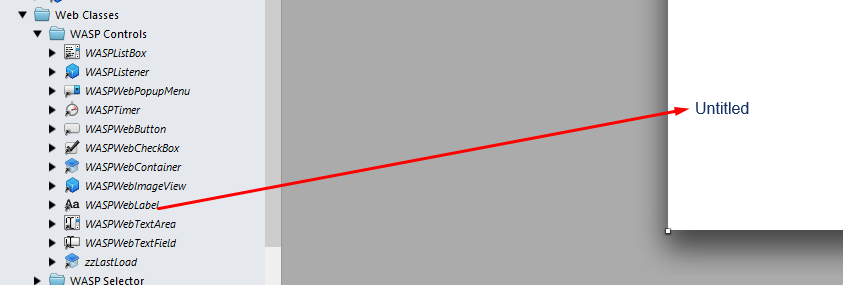 Web Classes
WASP Controls
WASPListBox
WASPListener
WASPWebPopupMenu
WASPTimer
WASPWebButton
WASPWebCheckBox
WASPWebContainer
WASPWebImageView
Aa WASPWebLabel
WASPWebTextArea
WASPWebTextField
zzLastLoad
WASP Selector
Untitled